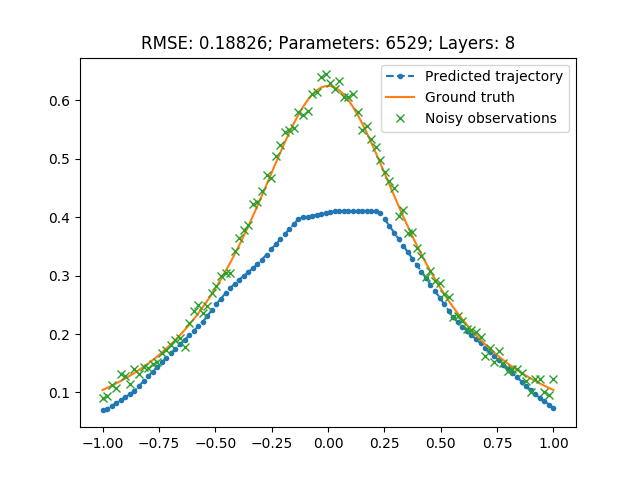 RMSE: 0.18826; Parameters: 6529; Layers: 8
Predicted trajectory
Ground truth
Noisy observations
0.6
0.5
0.4
0.3
0.2
0.1
−1.00 −0.75 −0.50 −0.25 0.00 0.25 0.50 0.75 1.00